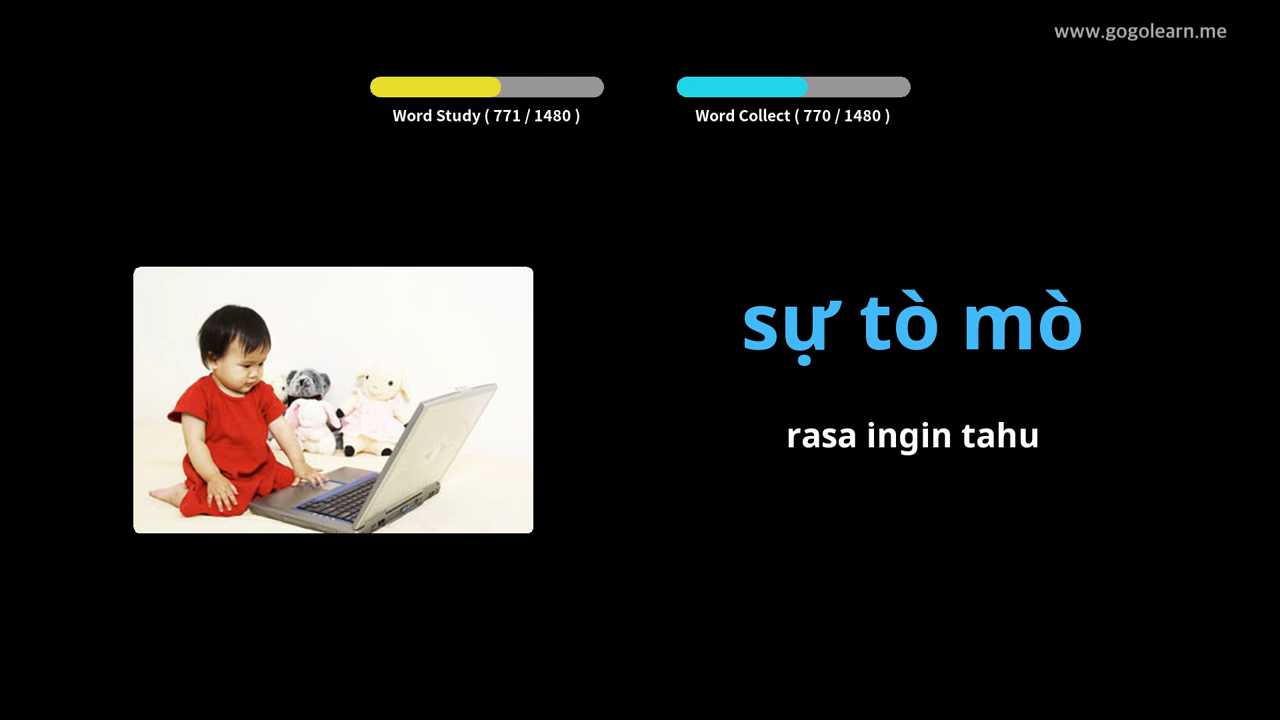 www.gogolearn.me
Word Study ( 771 / 1480 )
Word Collect ( 770 / 1480 )
sự tò mò
rasa ingin tahu